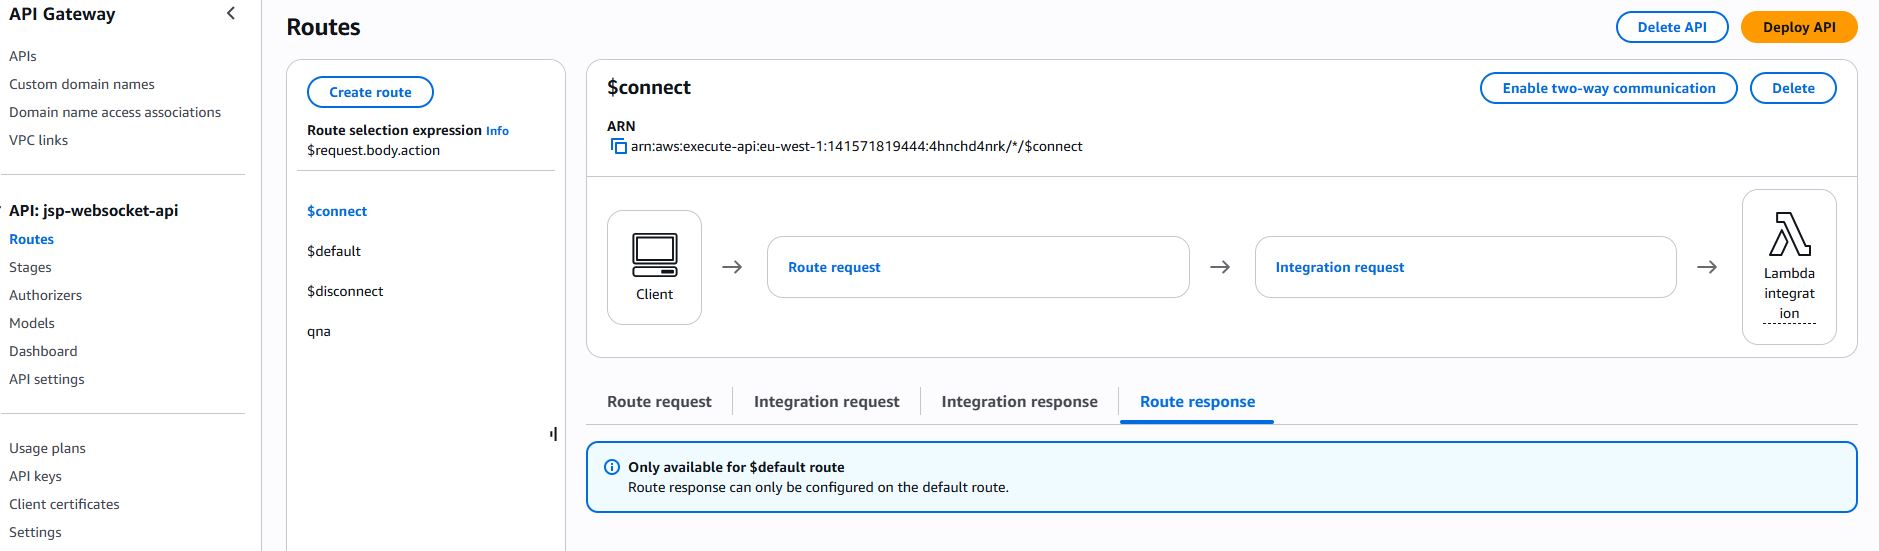 API Gateway
APIs
Custom domain names
Domain name access associations
VPC links
API: jsp-websocket-api
Routes
Stages
Authorizers
Models
Dashboard
API settings
Usage plans
API keys
Client certificates
Settings
Routes
Delete API
Deploy API
Create route
Route selection expression Info
$request.body.action
$connect
$default
$disconnect
qna
$connect
Enable two-way communication
Delete
ARN
arn:aws:execute-api:eu-west-1:141571819444:4hnchd4nrk/*/$connect
Client
Route request
Integration request
Lambda
integrat
ion
Route request
Integration request
Integration response
Route response
Only available for $default route
Route response can only be configured on the default route.